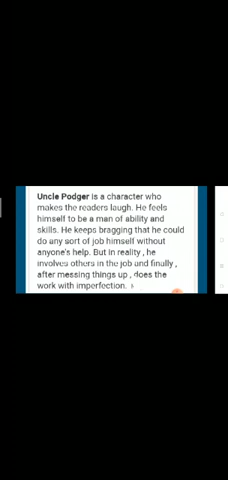 Uncle Podger is a character who
makes the readers laugh. He feels
himself to be a man of ability and
skills. He keeps bragging that he could
do any sort of job himself without
anyone's help. But in reality , he
involves others in the job and finally ,
after messing things up , does the
work with imperfection.